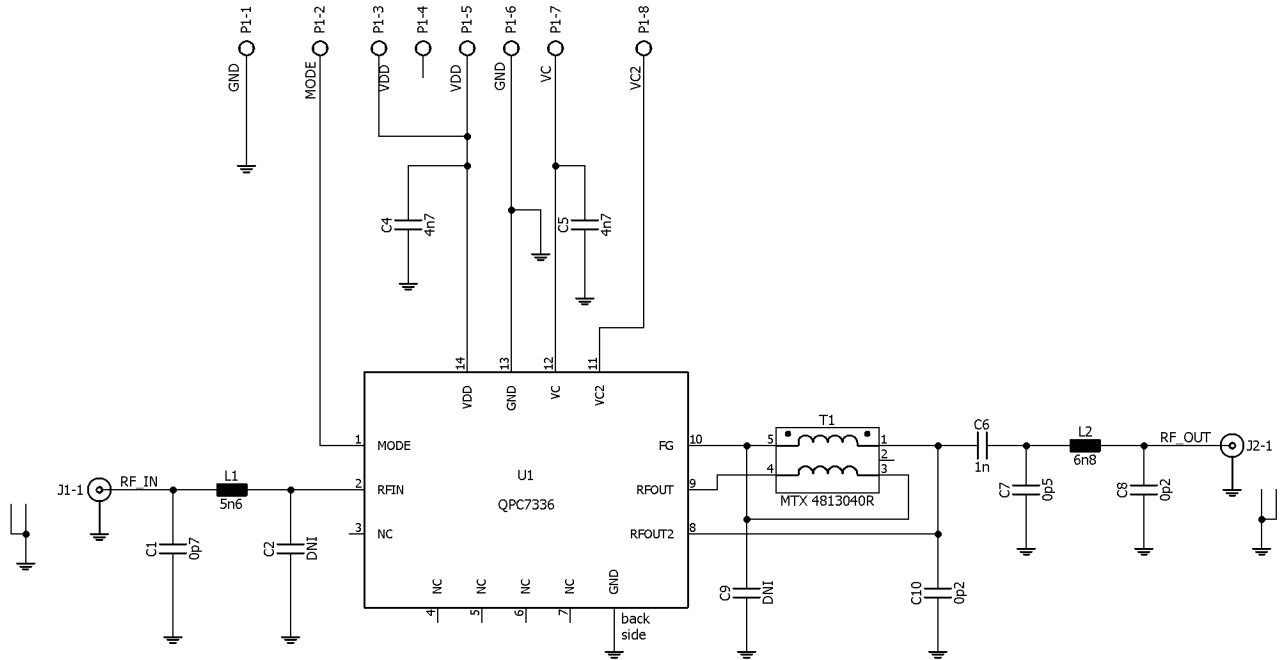 P1-1
P1-2
P1-3
P1-4
P1-5
P1-6
P1-7
P1-8
GND
MODE
VDD
VDD
GND
VC
VC2
C4
4n7
C5
4n7
14
13
12
11
VDD
GND
VC
VC2
1
MODE
FG
10
U1
QPC7336
2
RFIN
RFOUT
9
3
NC
RFOUT2
8
NC
NC
NC
NC
GND
4
5
6
7
back
side
J1-1
RF_IN
L1
5n6
C1
0p7
C2
DNI
T1
5
1
2
4
3
MTX 4813040R
C6
1n
L2
6n8
RF_OUT
J2-1
C7
0p5
C8
0p2
C9
DNI
C10
0p2